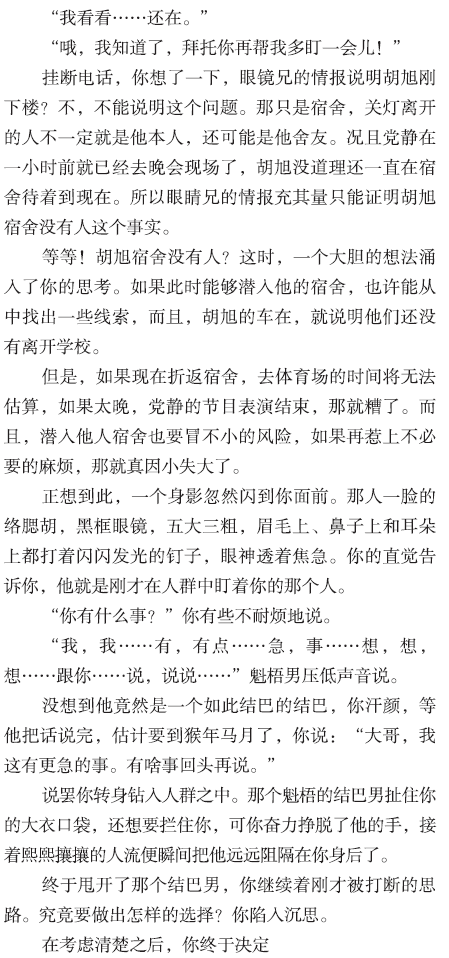 “我看看……还在。”
“哦，我知道了，拜托你再帮我多盯一会儿！”
挂断电话，你想了一下，眼镜兄的情报说明胡旭刚
下楼？不，不能说明这个问题。那只是宿舍，关灯离开
的人不一定就是他本人，还可能是他舍友。况且党静在
一小时前就已经去晚会现场了，胡旭没道理还一直在宿
舍待着到现在。所以眼睛兄的情报充其量只能证明胡旭
宿舍没有人这个事实。
等等！胡旭宿舍没有人？这时，一个大胆的想法涌
入了你的思考。如果此时能够潜入他的宿舍，也许能从
中找出一些线索，而且，胡旭的车在，就说明他们还没
有离开学校。
但是，如果现在折返宿舍，去体育场的时间将无法
估算，如果太晚，党静的节目表演结束，那就糟了。而
且，潜入他人宿舍也要冒不小的风险，如果再惹上不必
要的麻烦，那就真因小失大了。
正想到此，一个身影忽然闪到你面前。那人一脸的
络腮胡，黑框眼镜，五大三粗，眉毛上、鼻子上和耳朵
上都打着闪闪发光的钉子，眼神透着焦急。你的直觉告
诉你，他就是刚才在人群中盯着你的那个人。
“你有什么事？”你有些不耐烦地说。
“我，我……有，有点……急，事……想，想，
想……跟你……说，说说……”魁梧男压低声音说。
没想到他竟然是一个如此结巴的结巴，你汗颜，等
他把话说完，估计要到猴年马月了，你说：“大哥，我
这有更急的事。有啥事回头再说。”
说罢你转身钻入人群之中。那个魁梧的结巴男扯住你
的大衣口袋，还想要拦住你，可你奋力挣脱了他的手，接
着熙熙攘攘的人流便瞬间把他远远阻隔在你身后了。
终于甩开了那个结巴男，你继续着刚才被打断的思
路。究竟要做出怎样的选择？你陷入沉思。
在考虑清楚之后，你终于决定